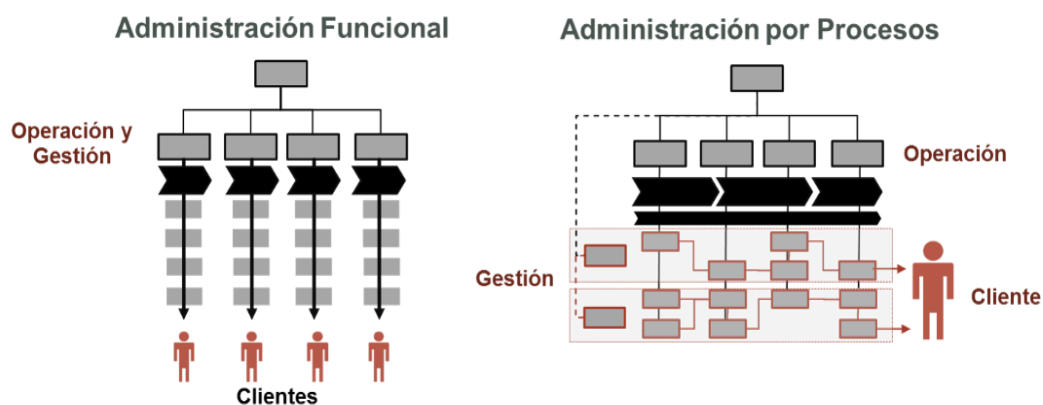 Administración Funcional
Operación y
Gestión
Clientes
Administración por Procesos
Operación
Gestión
Cliente